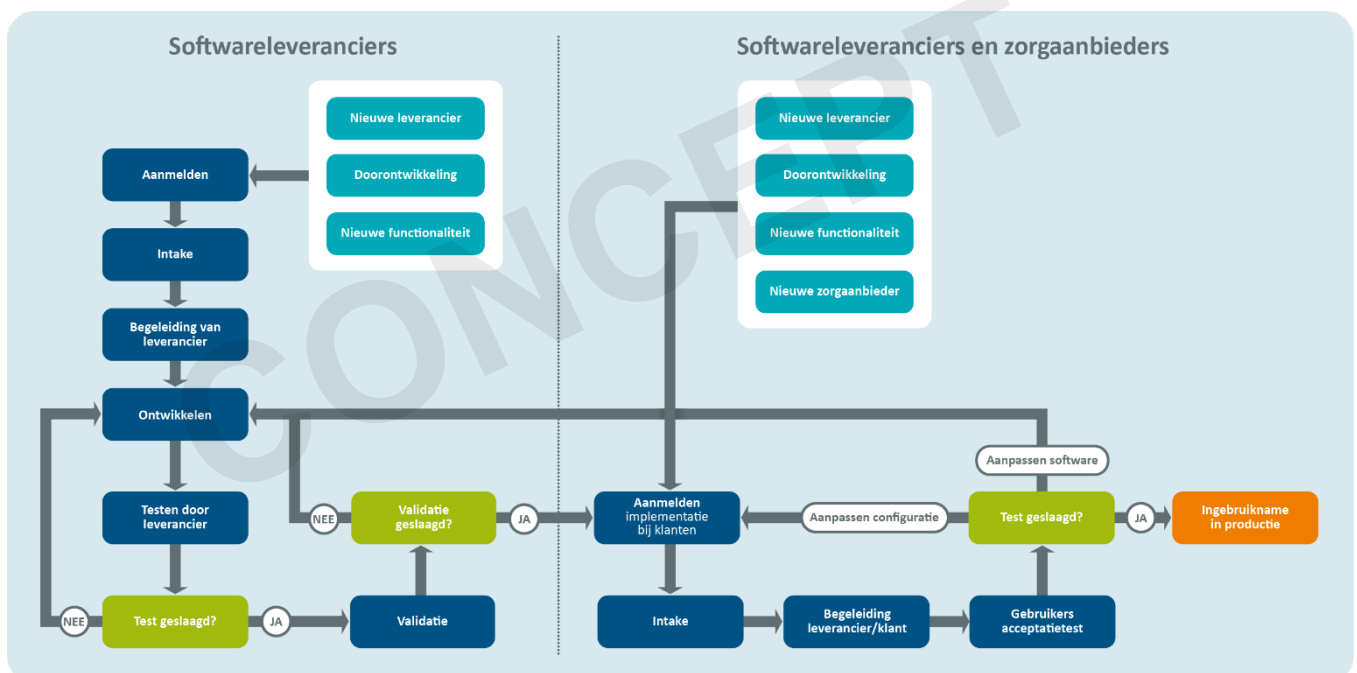 Softwareleveranciers
Nieuwe leverancier
Doorontwikkeling
Nieuwe functionaliteit
Aanmelden
Intake
Begeleiding van
leverancier
Ontwikkelen
Testen door
leverancier
NEE
Test geslaagd?
JA
Validatie
NEE
Validatie
geslaagd?
JA
Softwareleveranciers en zorgaanbieders
Nieuwe leverancier
Doorontwikkeling
Nieuwe functionaliteit
Nieuwe zorgaanbieder
Aanmelden
implementatie
bij klanten
Intake
Begeleiding
leverancier/klant
Gebruikers
acceptatietest
Test geslaagd?
Aanpassen configuratie
Aanpassen software
JA
Ingebruikname
in productie
CONCEPT